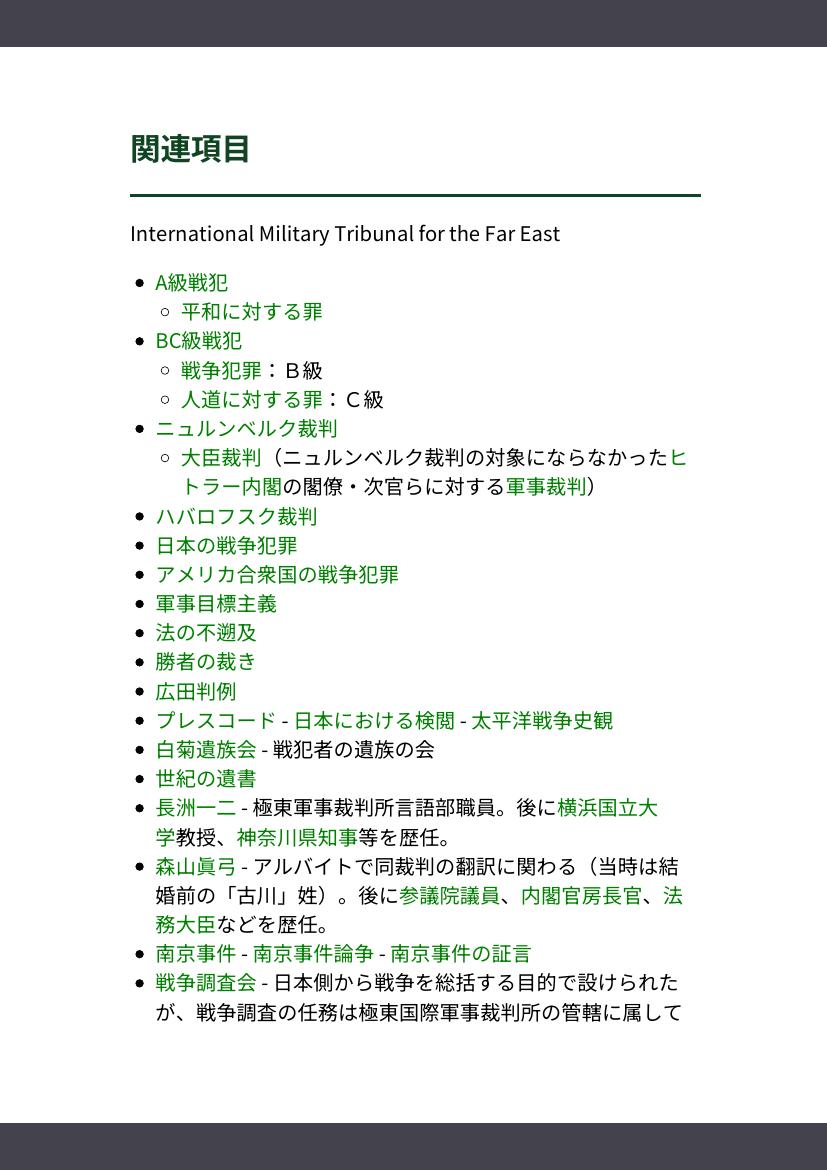 関連項目
International Military Tribunal for the Far East
• A級戦犯
◦ 平和に対する罪
• BC級戦犯
◦ 戦争犯罪：Ｂ級
◦ 人道に対する罪：Ｃ級
• ニュルンベルク裁判
◦ 大臣裁判（ニュルンベルク裁判の対象にならなかったヒ
トラー内閣の閣僚・次官らに対する軍事裁判）
• ハバロフスク裁判
• 日本の戦争犯罪
• アメリカ合衆国の戦争犯罪
• 軍事目標主義
• 法の不遡及
• 勝者の裁き
• 広田判例
• プレスコード - 日本における検閲 - 太平洋戦争史観
• 白菊遺族会 - 戦犯者の遺族の会
• 世紀の遺書
• 長洲一二 - 極東軍事裁判所言語部職員。後に横浜国立大
学教授、神奈川県知事等を歴任。
• 森山眞弓 - アルバイトで同裁判の翻訳に関わる（当時は結
婚前の「古川」姓）。後に参議院議員、内閣官房長官、法
務大臣などを歴任。
• 南京事件 - 南京事件論争 - 南京事件の証言
• 戦争調査会 - 日本側から戦争を総括する目的で設けられた
が、戦争調査の任務は極東国際軍事裁判所の管轄に属して